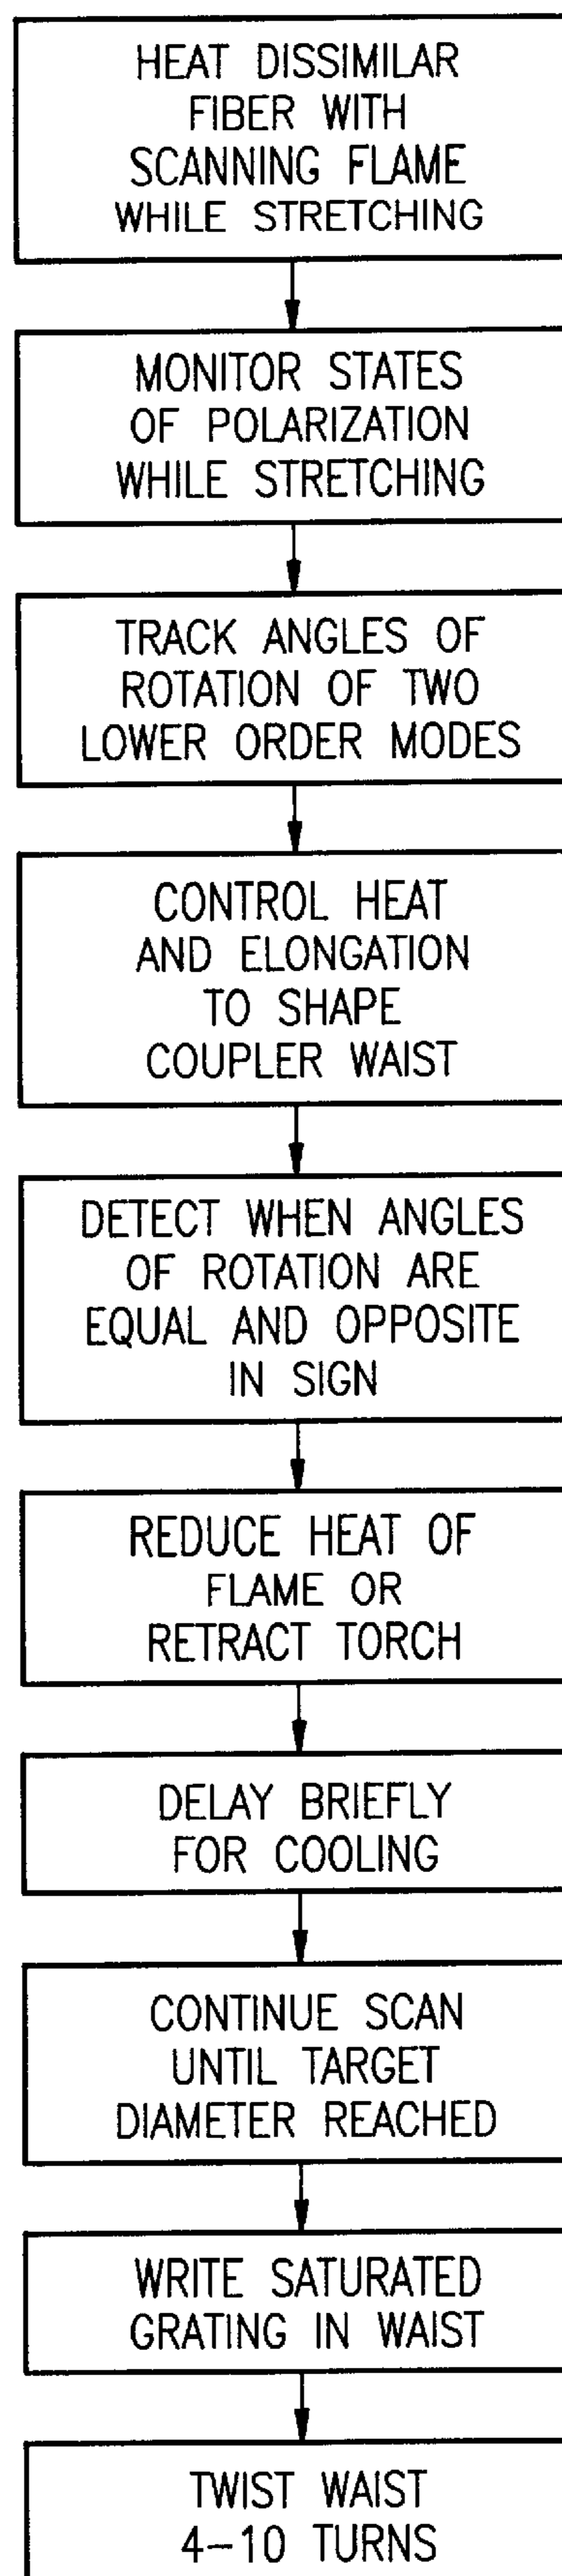 HEAT DISSIMILAR
FIBER WITH
SCANNING FLAME
WHILE STRETCHING
MONITOR STATES
OF POLARIZATION
WHILE STRETCHING
TRACK ANGLES OF
ROTATION OF TWO
LOWER ORDER MODES
CONTROL HEAT
AND ELONGATION
TO SHAPE
COUPLER WAIST
DETECT WHEN ANGLES
OF ROTATION ARE
EQUAL AND OPPOSITE
IN SIGN
REDUCE HEAT OF
FLAME OR
RETRACT TORCH
DELAY BRIEFLY
FOR COOLING
CONTINUE SCAN
UNTIL TARGET
DIAMETER REACHED
WRITE SATURATED
GRATING IN WAIST
TWIST WAIST
4-10 TURNS